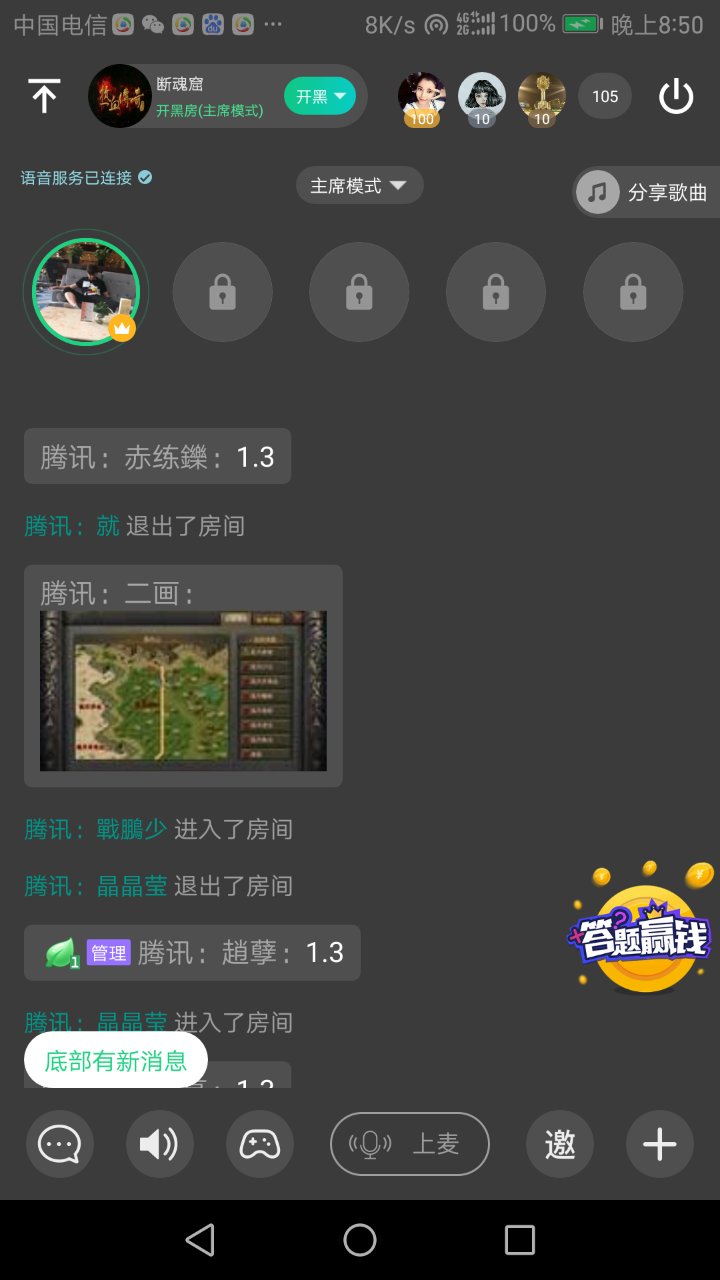 中国电信 ... 8K/s 4G 2G 100% 晚上8:50
断魂窟
开黑房(主席模式)
开黑
100 10 10 105
语音服务已连接
主席模式
分享歌曲
腾讯：赤练鑠：1.3
腾讯：就 退出了房间
腾讯：二画：
腾讯：戰鵬少 进入了房间
腾讯：晶晶莹 退出了房间
1 管理 腾讯：趙孽：1.3
答题赢钱
腾讯：晶晶莹 进入了房间
底部有新消息
上麦
邀